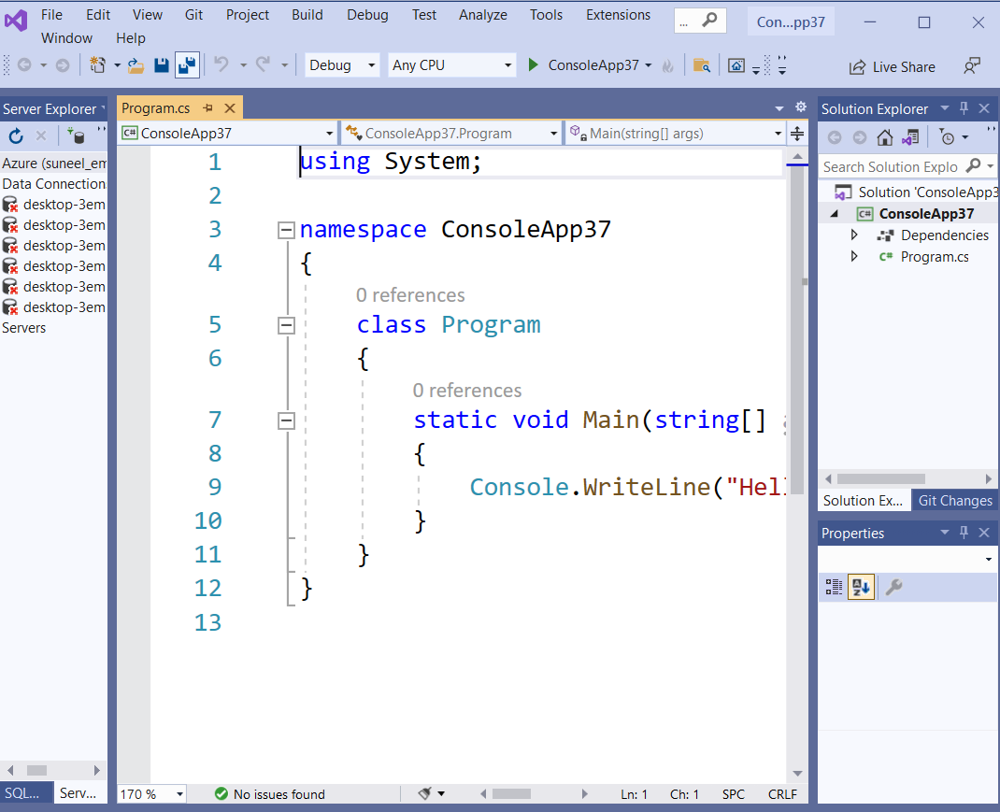 File Edit View Git Project Build Debug Test Analyze Tools Extensions ... Con...pp37
Window Help
Debug Any CPU ConsoleApp37 Live Share
Server Explorer
Azure (suneel_em
Data Connection
desktop-3em
desktop-3em
desktop-3em
desktop-3em
desktop-3em
desktop-3em
Servers
SQL... Serv...
Program.cs
C# ConsoleApp37 ConsoleApp37.Program Main(string[] args)
1 using System;
2
3 namespace ConsoleApp37
4 {
0 references
5 class Program
6 {
0 references
7 static void Main(string[]
8 {
9 Console.WriteLine("Hell
10 }
11 }
12 }
13
170 % No issues found Ln: 1 Ch: 1 SPC CRLF
Solution Explorer
Search Solution Explo
Solution 'ConsoleApp3
C# ConsoleApp37
Dependencies
C# Program.cs
Solution Ex... Git Changes
Properties
A
Z